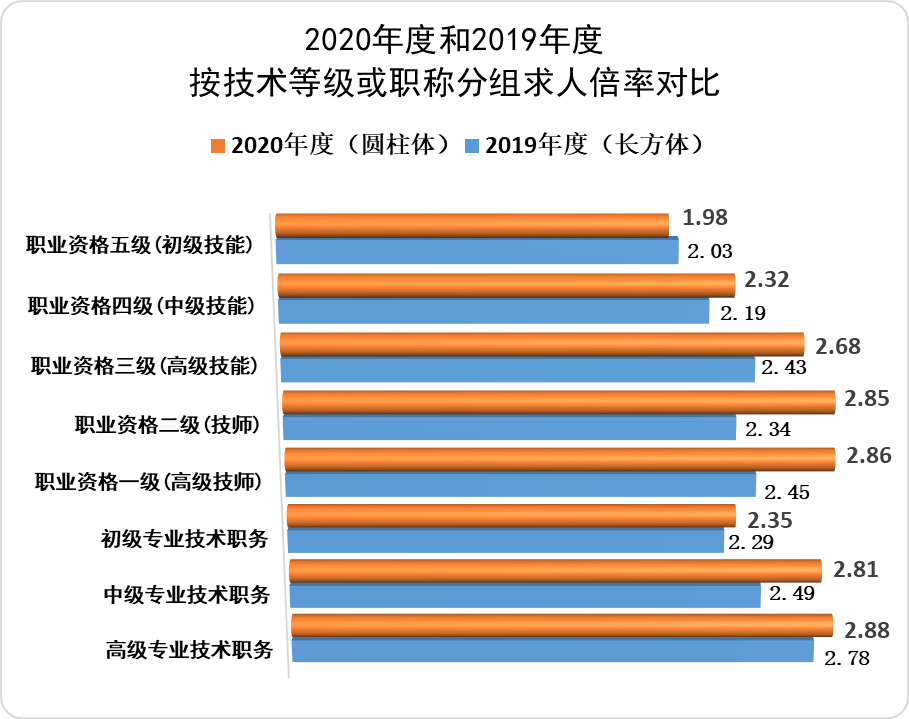 2020年度和2019年度
按技术等级或职称分组求人倍率对比
2020年度（圆柱体） 2019年度（长方体）
职业资格五级(初级技能) 1.98
2.03
职业资格四级(中级技能) 2.32
2.19
职业资格三级(高级技能) 2.68
2.43
职业资格二级(技师) 2.85
2.34
职业资格一级(高级技师) 2.86
2.45
初级专业技术职务 2.35
2.29
中级专业技术职务 2.81
2.49
高级专业技术职务 2.88
2.78